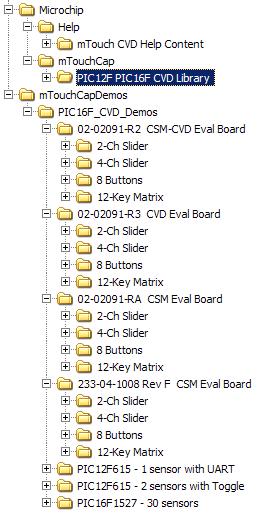 Microchip
Help
mTouch CVD Help Content
mTouchCap
PIC12F PIC16F CVD Library
mTouchCapDemos
PIC16F_CVD_Demos
02-02091-R2  CSM-CVD Eval Board
2-Ch Slider
4-Ch Slider
8 Buttons
12-Key Matrix
02-02091-R3  CVD Eval Board
2-Ch Slider
4-Ch Slider
8 Buttons
12-Key Matrix
02-02091-RA  CSM Eval Board
2-Ch Slider
4-Ch Slider
8 Buttons
12-Key Matrix
233-04-1008 Rev F  CSM Eval Board
2-Ch Slider
4-Ch Slider
8 Buttons
12-Key Matrix
PIC12F615 - 1 sensor with UART
PIC12F615 - 2 sensors with Toggle
PIC16F1527 - 30 sensors